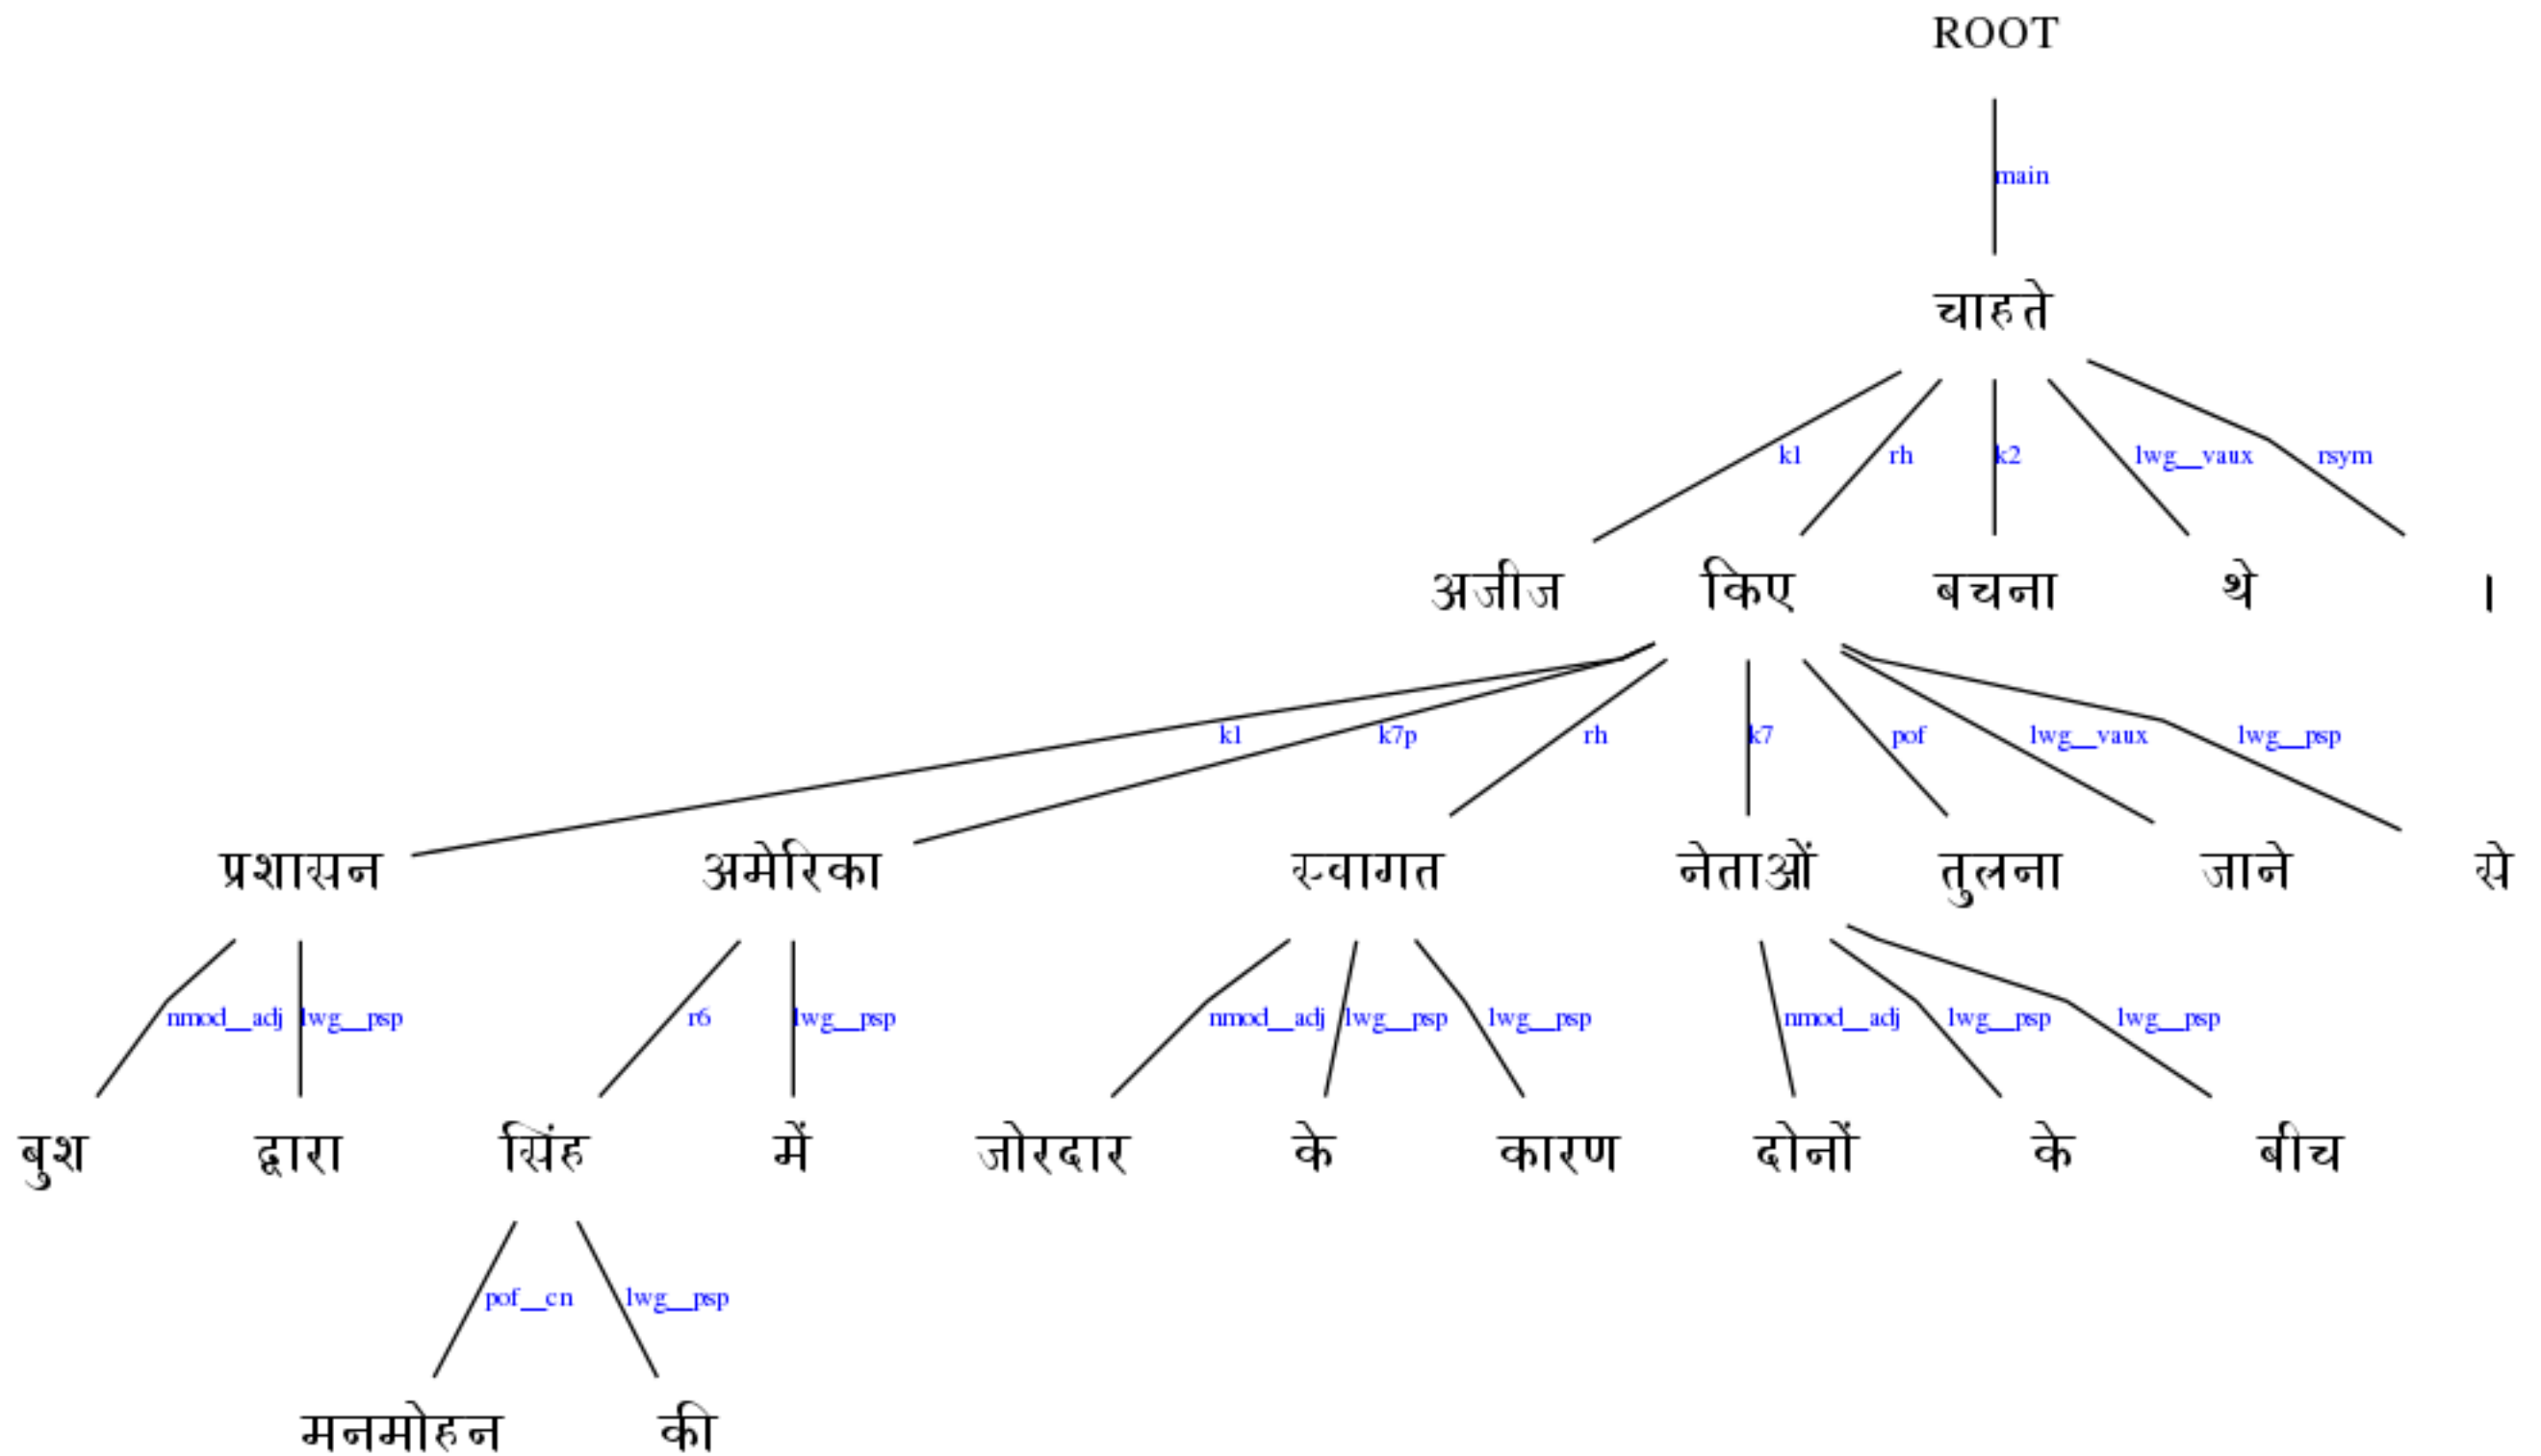 ROOT
main
चाहते
k1 rh k2 lwg__vaux rsym
अजीज किए बचना थे ।
k1 k7p rh k7 pof lwg__vaux lwg__psp
प्रशासन अमेरिका स्वागत नेताओं तुलना जाने से
nmod__adj lwg__psp r6 lwg__psp nmod__adj lwg__psp lwg__psp nmod__adj lwg__psp lwg__psp
बुश द्वारा सिंह में जोरदार के कारण दोनों के बीच
pof__cn lwg__psp
मनमोहन की